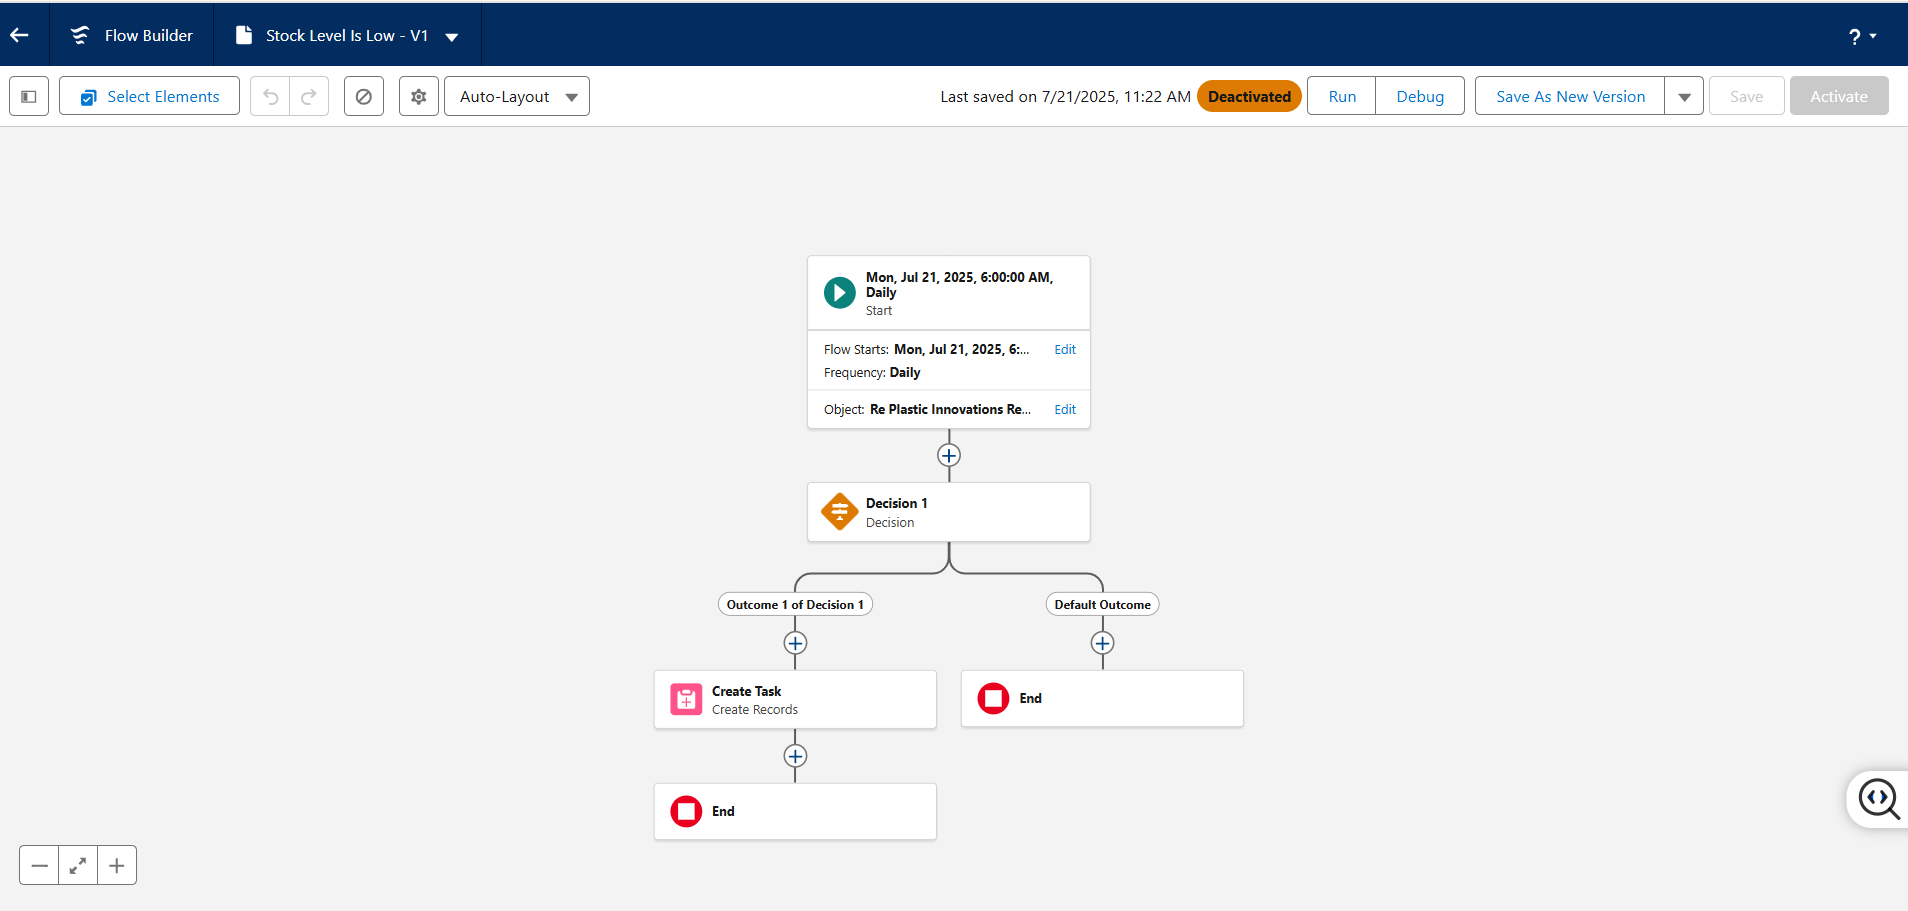 Flow Builder
Stock Level Is Low - V1
?
Select Elements
Auto-Layout
Last saved on 7/21/2025, 11:22 AM
Deactivated
Run
Debug
Save As New Version
Save
Activate
Mon, Jul 21, 2025, 6:00:00 AM,
Daily
Start
Flow Starts: Mon, Jul 21, 2025, 6:... Edit
Frequency: Daily
Object: Re Plastic Innovations Re... Edit
Decision 1
Decision
Outcome 1 of Decision 1
Default Outcome
Create Task
Create Records
End
End